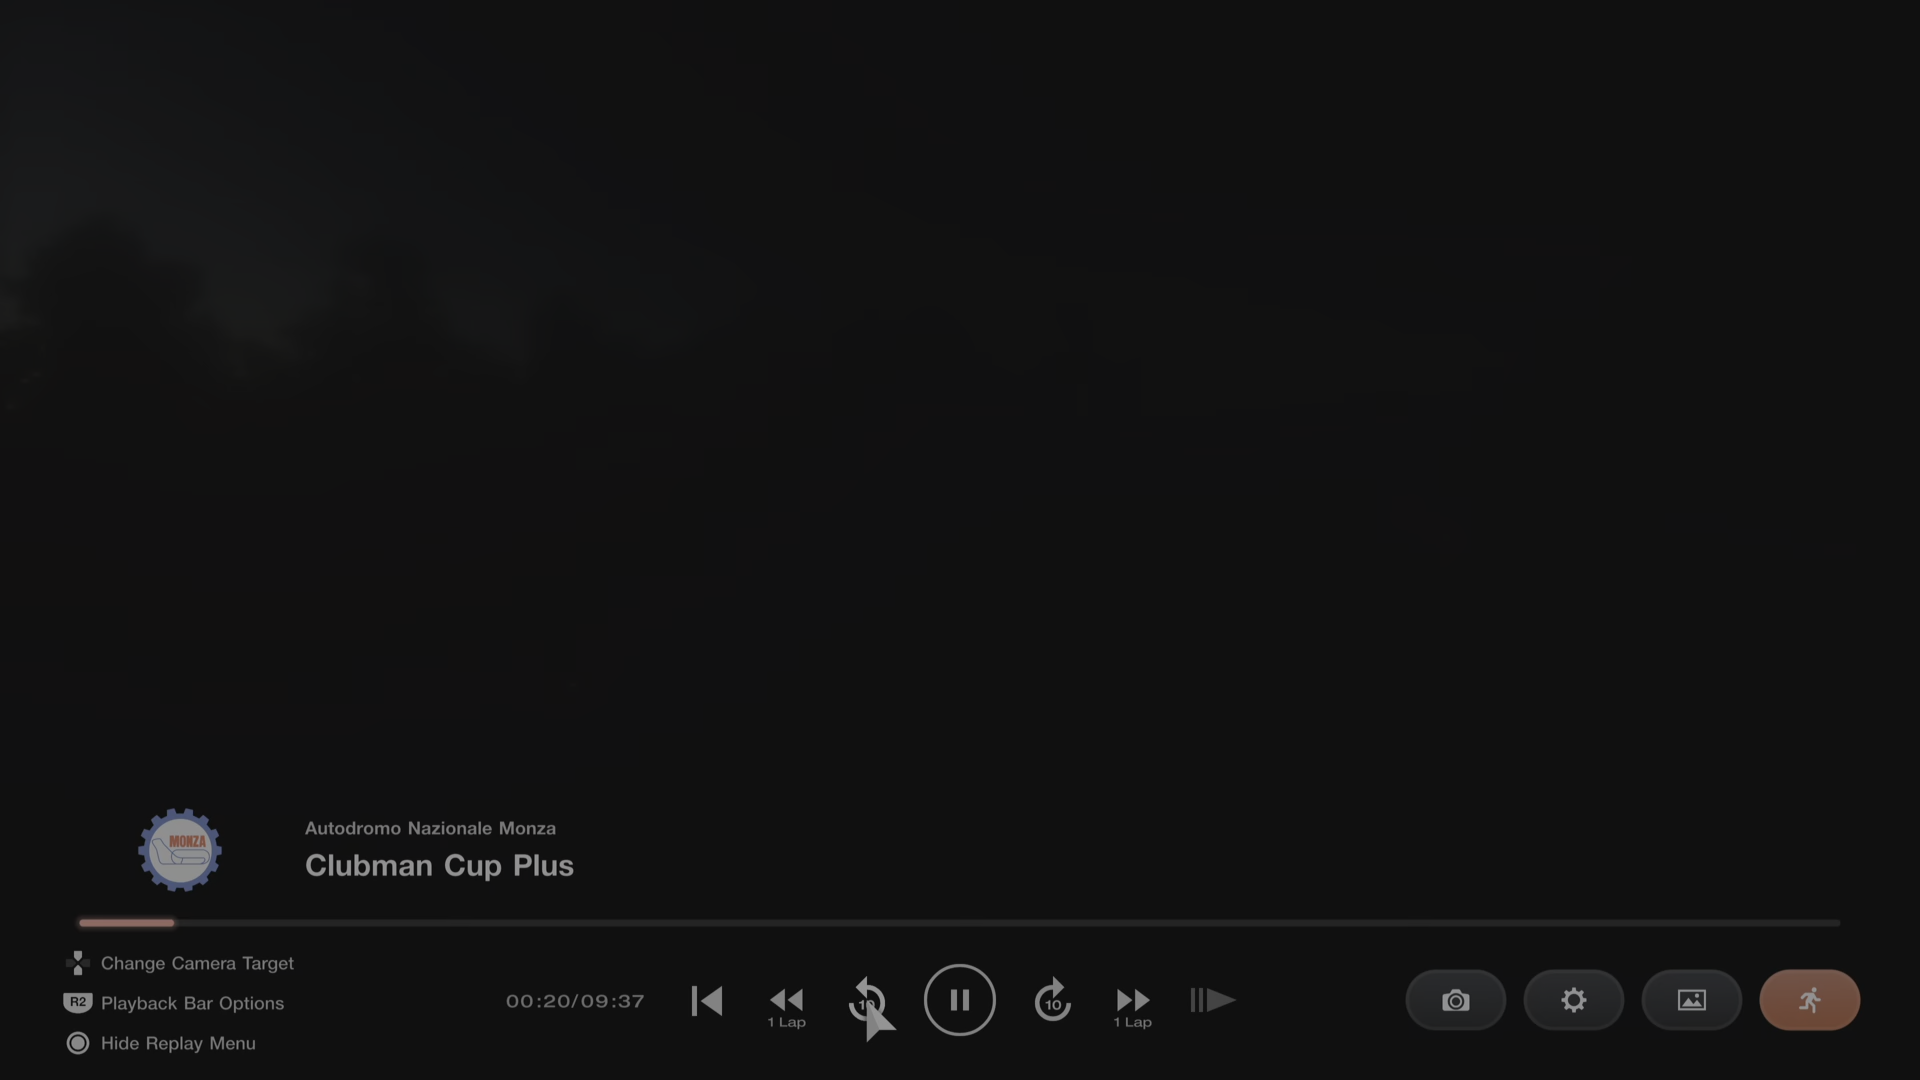 MONZA
Autodromo Nazionale Monza
Clubman Cup Plus
Change Camera Target
R2 Playback Bar Options
Hide Replay Menu
00:20/09:37
1 Lap
10
10
1 Lap